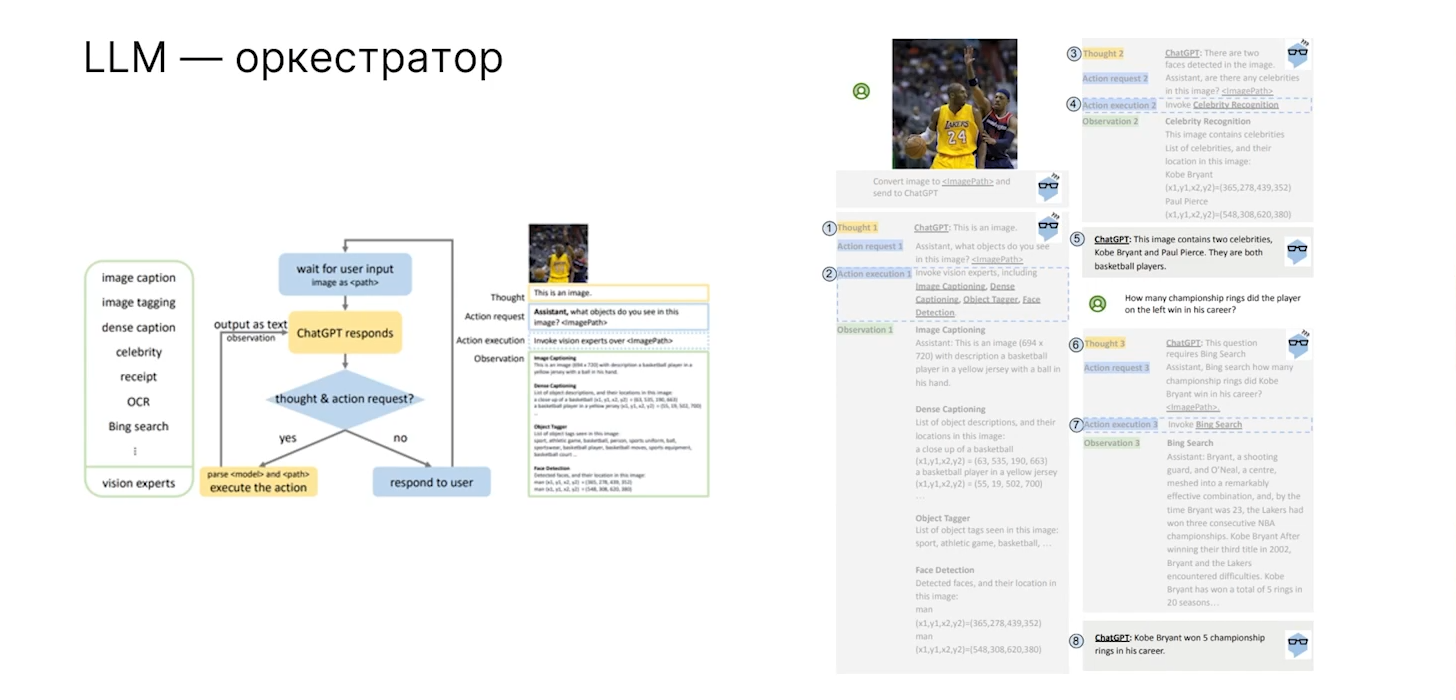 LLM — оркестратор
image caption
image tagging
dense caption
celebrity
receipt
OCR
Bing search
⋮
vision experts
wait for user input
image as <path>
output as text
observation
ChatGPT responds
thought & action request?
yes
no
parse <model> and <path>
execute the action
respond to user
Thought
This is an image.
Action request
Assistant, what objects do you see in this
image? <ImagePath>
Action execution
Invoke vision experts over <ImagePath>
Observation
Image Captioning
This is an image (694 x 720) with description a basketball player in a
yellow jersey with a ball in his hand.
Dense Captioning
List of object descriptions, and their locations in this image:
a close up of a basketball (x1, y1, x2, y2) = (63, 535, 190, 663)
a basketball player in a yellow jersey (x1, y1, x2, y2) = (55, 19, 502, 700)
...
Object Tagger
List of object tags seen in this image:
sport, athletic game, basketball, person, sports uniform, ball,
sportswear, basketball player, basketball moves, sports equipment,
basketball court ...
Face Detection
Detected faces, and their location in this image:
man (x1, y1, x2, y2) = (365, 278, 439, 352)
man (x1, y1, x2, y2) = (548, 308, 620, 380)
LAKERS
24
Convert image to <ImagePath> and
send to ChatGPT
1 Thought 1
ChatGPT: This is an image.
Action request 1
Assistant, what objects do you see
in this image? <ImagePath>
2 Action execution 1
Invoke vision experts, including
Image Captioning, Dense
Captioning, Object Tagger, Face
Detection.
Observation 1
Image Captioning
Assistant: This is an image (694 x
720) with description a basketball
player in a yellow jersey with a ball in
his hand.
Dense Captioning
List of object descriptions, and their
locations in this image:
a close up of a basketball
(x1,y1,x2,y2) = (63, 535, 190, 663)
a basketball player in a yellow jersey
(x1,y1,x2,y2) = (55, 19, 502, 700)
...
Object Tagger
List of object tags seen in this image:
sport, athletic game, basketball, ...
Face Detection
Detected faces, and their location in
this image:
man
(x1,y1,x2,y2)=(365,278,439,352)
man
(x1,y1,x2,y2)=(548,308,620,380)
3 Thought 2
ChatGPT: There are two
faces detected in the image.
Action request 2
Assistant, are there any celebrities
in this image? <ImagePath>
4 Action execution 2
Invoke Celebrity Recognition
Observation 2
Celebrity Recognition
This image contains celebrities
List of celebrities, and their
location in this image:
Kobe Bryant
(x1,y1,x2,y2)=(365,278,439,352)
Paul Pierce
(x1,y1,x2,y2)=(548,308,620,380)
5 ChatGPT: This image contains two celebrities,
Kobe Bryant and Paul Pierce. They are both
basketball players.
How many championship rings did the player
on the left win in his career?
6 Thought 3
ChatGPT: This question
requires Bing Search
Action request 3
Assistant, Bing search how many
championship rings did Kobe
Bryant win in his career?
<ImagePath>.
7 Action execution 3
Invoke Bing Search
Observation 3
Bing Search
Assistant: Bryant, a shooting
guard, and O'Neal, a centre,
meshed into a remarkably
effective combination, and, by the
time Bryant was 23, the Lakers had
won three consecutive NBA
championships. Kobe Bryant After
winning their third title in 2002,
Bryant and the Lakers
encountered difficulties. Kobe
Bryant has won a total of 5 rings in
20 seasons...
8 ChatGPT: Kobe Bryant won 5 championship
rings in his career.